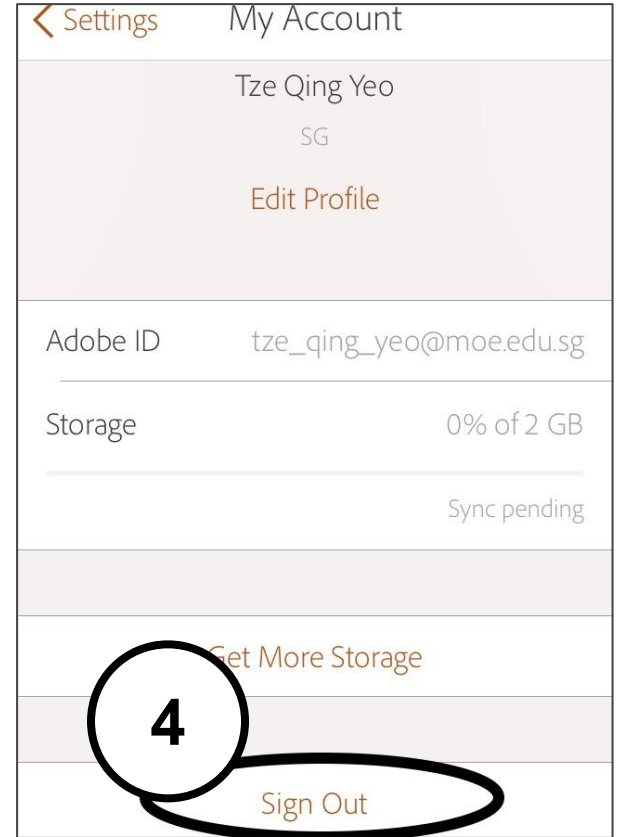 Settings My Account
Tze Qing Yeo
SG
Edit Profile
Adobe ID tze_qing_yeo@moe.edu.sg
Storage 0% of 2 GB
Sync pending
Get More Storage
4
Sign Out